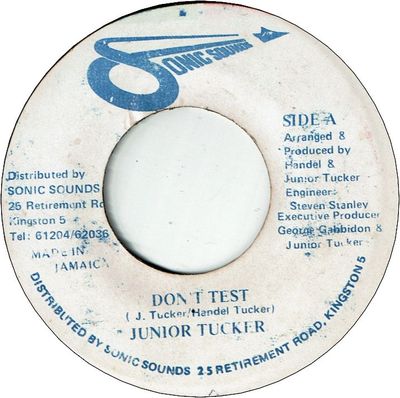 SONIC SOUNDS
SIDE A
Arranged &
Produced by
Handel &
Junior Tucker
Engineer:
Steven Stanley
Executive Producer
George Gabbidon &
Junior Tucker
Distributed by
SONIC SOUNDS
25 Retirement Rd
Kingston 5
Tel: 61204/62036
MADE IN
JAMAICA
DON'T TEST
( J. Tucker/Handel Tucker)
JUNIOR TUCKER
DISTRIBUTED BY SONIC SOUNDS 25 RETIREMENT ROAD, KINGSTON 5